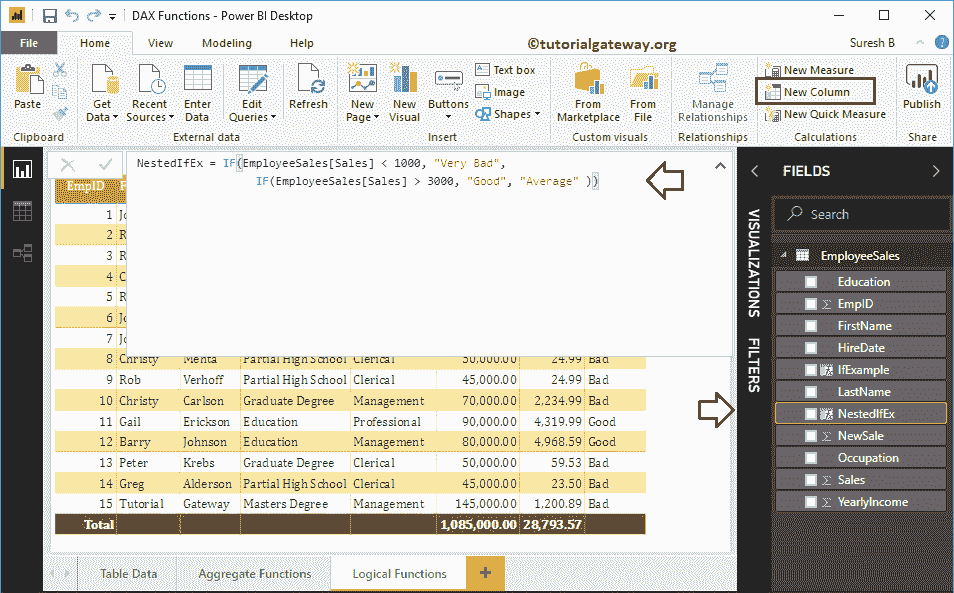 DAX Functions - Power BI Desktop
File Home View Modeling Help ©tutorialgateway.org Suresh B
Paste
Get Data
Recent Sources
Enter Data
Edit Queries
Refresh
New Page
New Visual
Buttons
Text box
Image
Shapes
From Marketplace
From File
Manage Relationships
New Measure
New Column
New Quick Measure
Publish
Clipboard External data Insert Custom visuals Relationships Calculations Share
NestedIfEx = IF(EmployeeSales[Sales] < 1000, "Very Bad",
IF(EmployeeSales[Sales] > 3000, "Good", "Average" ))
EmpID
1 Jo
2 R
3 R
4 C
5 R
6 Jo
7 Jo
8 Christy Menta Partial High School Clerical 50,000.00 24.99 Bad
9 Rob Verhoff Partial High School Clerical 45,000.00 24.99 Bad
10 Christy Carlson Graduate Degree Management 70,000.00 2,234.99 Bad
11 Gail Erickson Education Professional 90,000.00 4,319.99 Good
12 Barry Johnson Education Management 80,000.00 4,968.59 Good
13 Peter Krebs Graduate Degree Clerical 50,000.00 59.53 Bad
14 Greg Alderson Partial High School Clerical 45,000.00 23.50 Bad
15 Tutorial Gateway Masters Degree Management 145,000.00 1,200.89 Bad
Total 1,085,000.00 28,793.57
VISUALIZATIONS
FILTERS
FIELDS
Search
EmployeeSales
Education
Σ EmpID
FirstName
HireDate
IfExample
LastName
NestedIfEx
Σ NewSale
Occupation
Σ Sales
Σ YearlyIncome
Table Data Aggregate Functions Logical Functions +